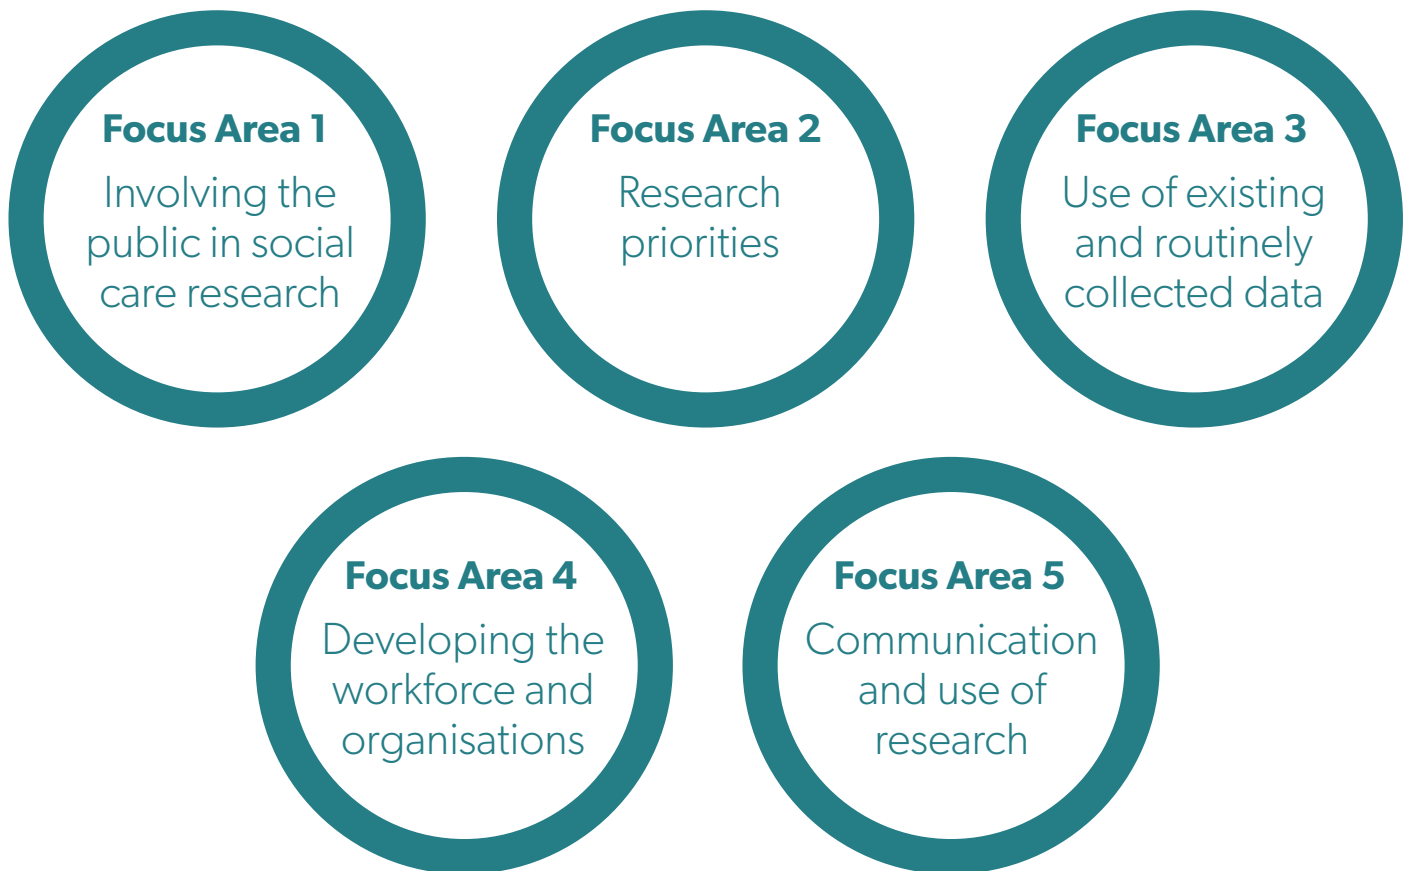 Focus Area 1
Involving the
public in social
care research
Focus Area 2
Research
priorities
Focus Area 3
Use of existing
and routinely
collected data
Focus Area 4
Developing the
workforce and
organisations
Focus Area 5
Communication
and use of
research